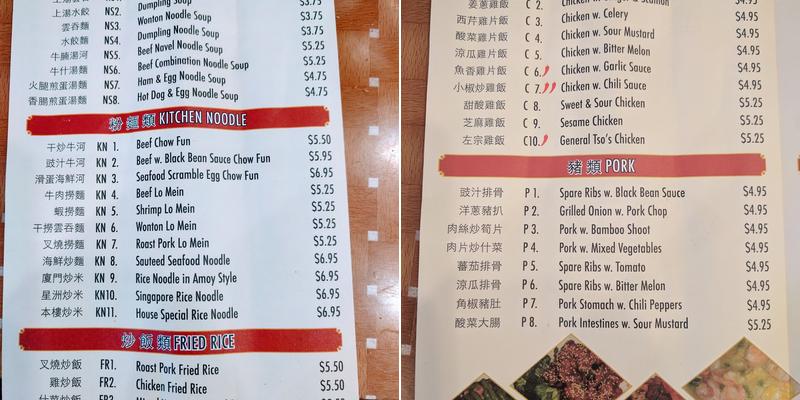 Dumpling Soup $3.75
上湯水餃 NS2. Wonton Noodle Soup $3.75
雲吞麵 NS3. Dumpling Noodle Soup $3.75
水餃麵 NS4. Beef Navel Noodle Soup $5.25
牛腩湯河 NS5. Beef Combination Noodle Soup $5.25
牛什湯麵 NS6. Ham & Egg Noodle Soup $4.75
火腿煎蛋湯麵 NS7. Hot Dog & Egg Noodle Soup $4.75
香腸煎蛋湯麵 NS8.
粉麵類 KITCHEN NOODLE
干炒牛河 KN 1. Beef Chow Fun $5.50
豉汁牛河 KN 2. Beef w. Black Bean Sauce Chow Fun $5.95
滑蛋海鮮河 KN 3. Seafood Scramble Egg Chow Fun $6.95
牛肉撈麵 KN 4. Beef Lo Mein $5.25
蝦撈麵 KN 5. Shrimp Lo Mein $5.25
干撈雲吞麵 KN 6. Wonton Lo Mein $5.25
叉燒撈麵 KN 7. Roast Pork Lo Mein $5.25
海鮮炒麵 KN 8. Sauteed Seafood Noodle $6.95
廈門炒米 KN 9. Rice Noodle in Amoy Style $6.95
星洲炒米 KN10. Singapore Rice Noodle $6.95
本樓炒米 KN11. House Special Rice Noodle $6.95
炒飯類 FRIED RICE
叉燒炒飯 FR1. Roast Pork Fried Rice $5.50
雞炒飯 FR2. Chicken Fried Rice $5.50
什菜炒飯 FR3.
姜蔥雞飯 C 2. $4.95
西芹雞片飯 C 3. Chicken w. Celery $4.95
酸菜雞片飯 C 4. Chicken w. Sour Mustard $4.95
涼瓜雞片飯 C 5. Chicken w. Bitter Melon $4.95
魚香雞片飯 C 6. Chicken w. Garlic Sauce $4.95
小椒炒雞飯 C 7. Chicken w. Chili Sauce $4.95
甜酸雞飯 C 8. Sweet & Sour Chicken $5.25
芝麻雞飯 C 9. Sesame Chicken $5.25
左宗雞飯 C10. General Tso's Chicken $5.25
豬類 PORK
豉汁排骨 P 1. Spare Ribs w. Black Bean Sauce $4.95
洋蔥豬扒 P 2. Grilled Onion w. Pork Chop $4.95
肉絲炒筍片 P 3. Pork w. Bamboo Shoot $4.95
肉片炒什菜 P 4. Pork w. Mixed Vegetables $4.95
蕃茄排骨 P 5. Spare Ribs w. Tomato $4.95
涼瓜排骨 P 6. Spare Ribs w. Bitter Melon $4.95
角椒豬肚 P 7. Pork Stomach w. Chili Peppers $4.95
酸菜大腸 P 8. Pork Intestines w. Sour Mustard $5.25